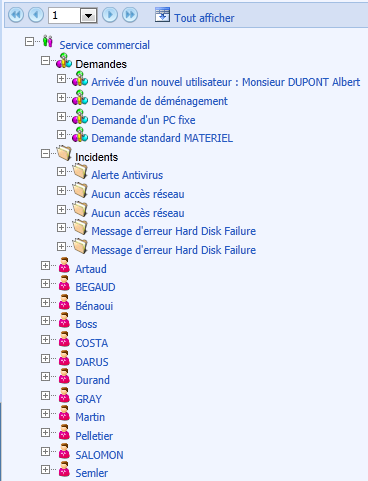 1 Tout afficher
Service commercial
Demandes
Arrivée d'un nouvel utilisateur : Monsieur DUPONT Albert
Demande de déménagement
Demande d'un PC fixe
Demande standard MATERIEL
Incidents
Alerte Antivirus
Aucun accès réseau
Aucun accès réseau
Message d'erreur Hard Disk Failure
Message d'erreur Hard Disk Failure
Artaud
BEGAUD
Bénaoui
Boss
COSTA
DARUS
Durand
GRAY
Martin
Pelletier
SALOMON
Semler